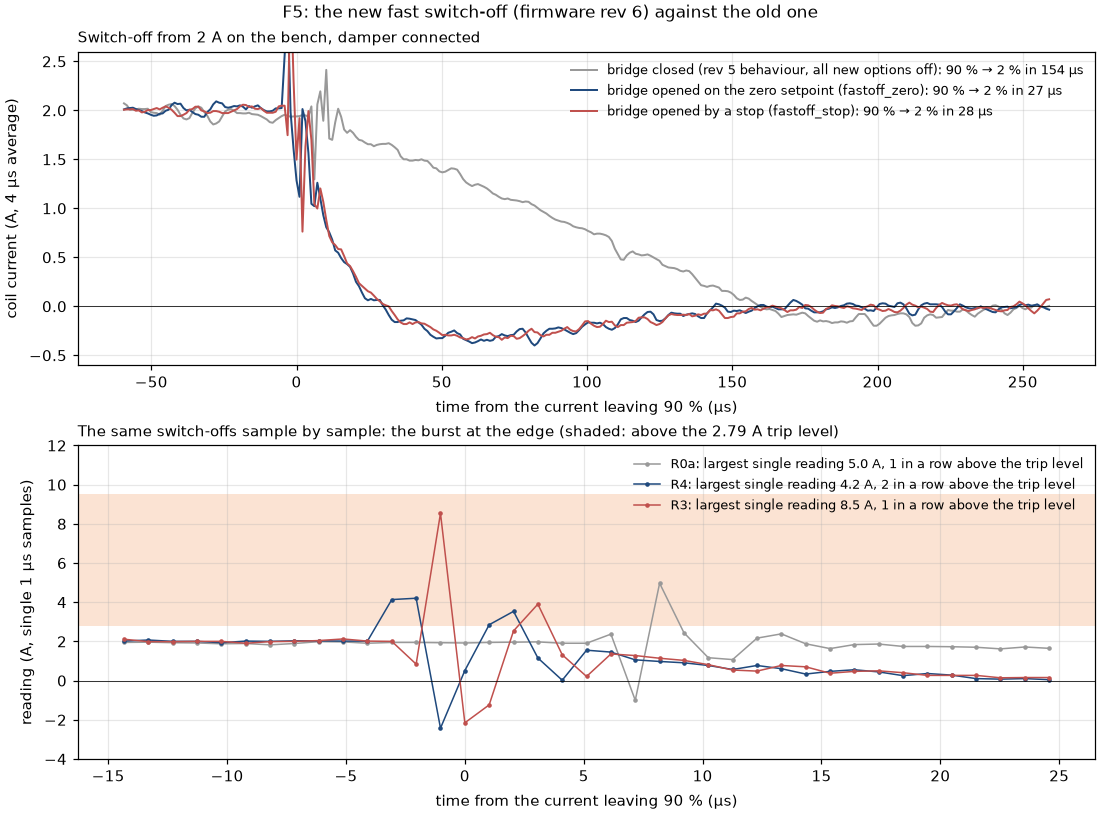 F5: the new fast switch-off (firmware rev 6) against the old one
Switch-off from 2 A on the bench, damper connected
2.5
2.0
1.5
1.0
0.5
0.0
−0.5
coil current (A, 4 µs average)
bridge closed (rev 5 behaviour, all new options off): 90 % → 2 % in 154 µs
bridge opened on the zero setpoint (fastoff_zero): 90 % → 2 % in 27 µs
bridge opened by a stop (fastoff_stop): 90 % → 2 % in 28 µs
−50 0 50 100 150 200 250
time from the current leaving 90 % (µs)
The same switch-offs sample by sample: the burst at the edge (shaded: above the 2.79 A trip level)
12
10
8
6
4
2
0
−2
−4
reading (A, single 1 µs samples)
R0a: largest single reading 5.0 A, 1 in a row above the trip level
R4: largest single reading 4.2 A, 2 in a row above the trip level
R3: largest single reading 8.5 A, 1 in a row above the trip level
−15 −10 −5 0 5 10 15 20 25
time from the current leaving 90 % (µs)